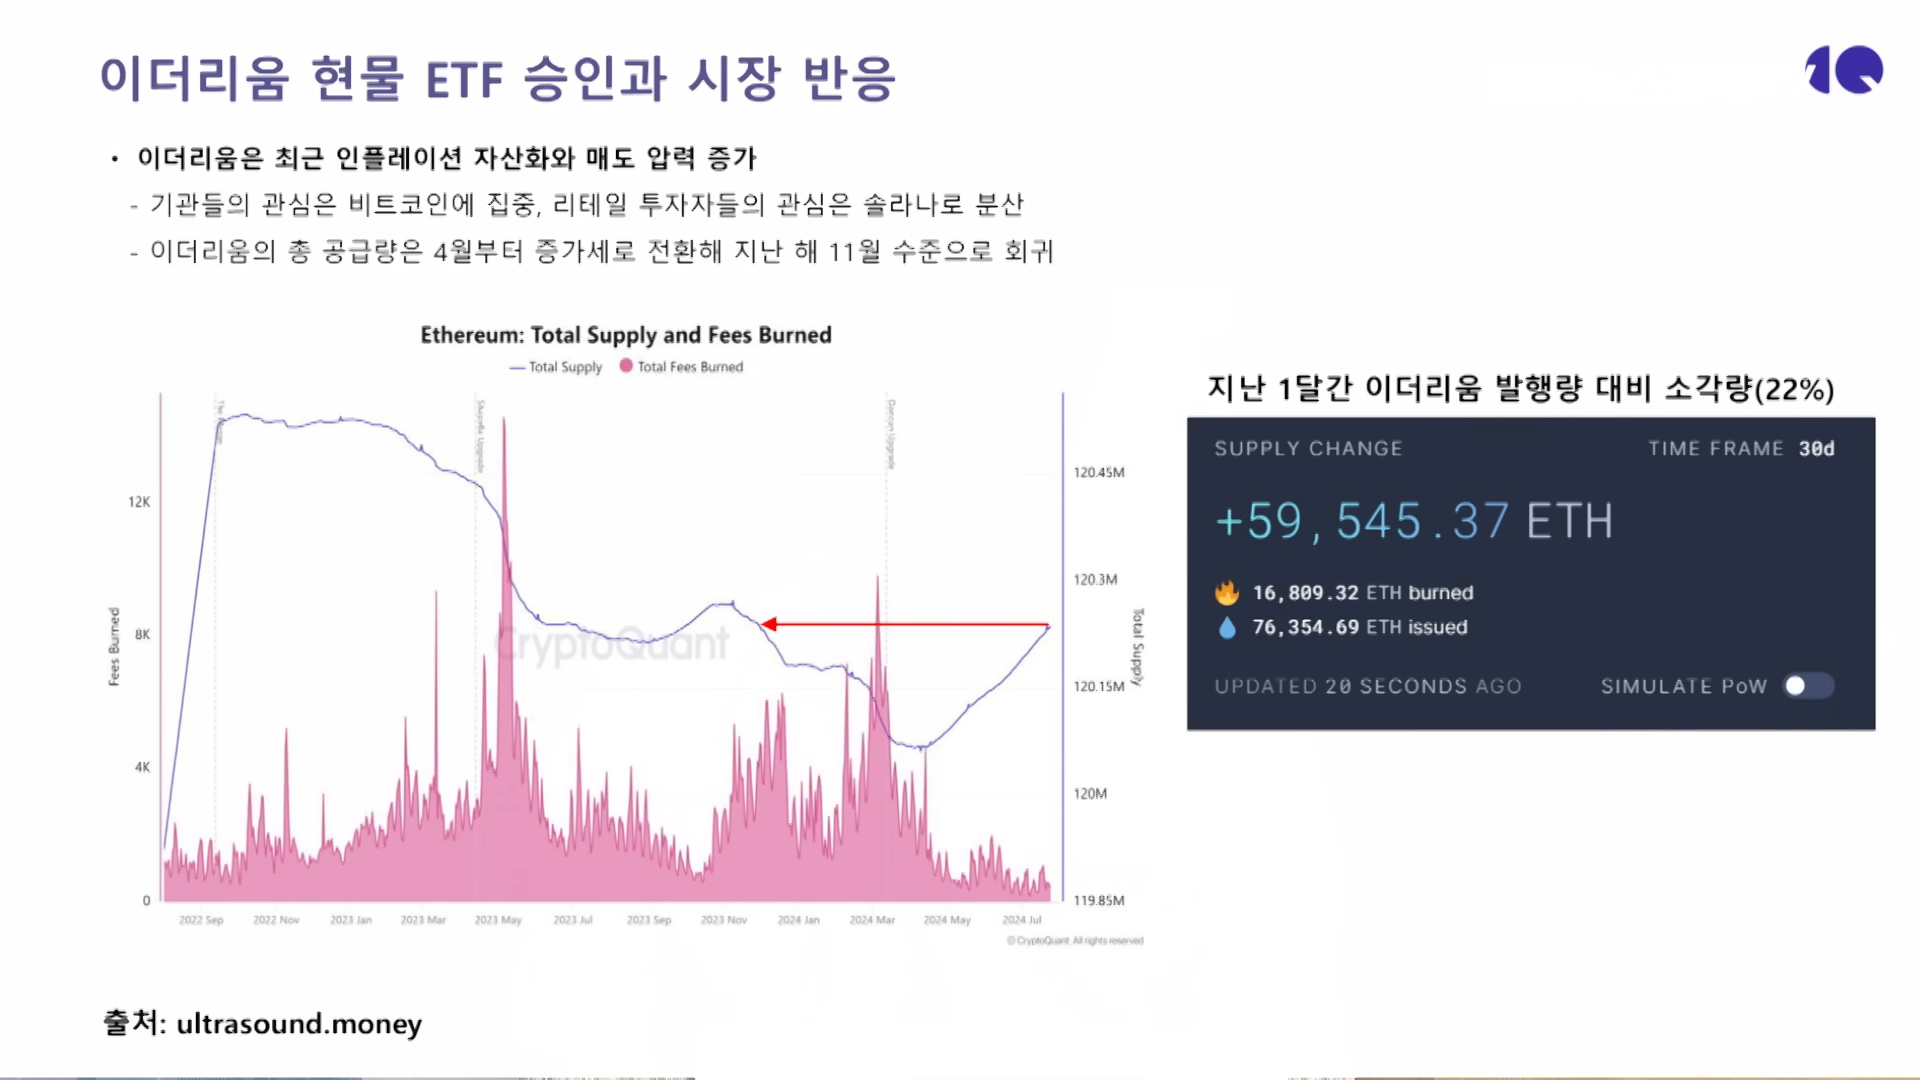 이더리움 현물 ETF 승인과 시장 반응
1Q
• 이더리움은 최근 인플레이션 자산화와 매도 압력 증가
- 기관들의 관심은 비트코인에 집중, 리테일 투자자들의 관심은 솔라나로 분산
- 이더리움의 총 공급량은 4월부터 증가세로 전환해 지난 해 11월 수준으로 회귀
Ethereum: Total Supply and Fees Burned
Total Supply Total Fees Burned
The
Shapella Upgrade
Dencun Upgrade
12K
8K
4K
0
Fees Burned
120.45M
120.3M
120.15M
120M
119.85M
Total Supply
CryptoQuant
2022 Sep 2022 Nov 2023 Jan 2023 Mar 2023 May 2023 Jul 2023 Sep 2023 Nov 2024 Jan 2024 Mar 2024 May 2024 Jul
© CryptoQuant. All rights reserved
지난 1달간 이더리움 발행량 대비 소각량(22%)
SUPPLY CHANGE TIME FRAME 30d
+59,545.37 ETH
16,809.32 ETH burned
76,354.69 ETH issued
UPDATED 20 SECONDS AGO SIMULATE PoW
출처: ultrasound.money